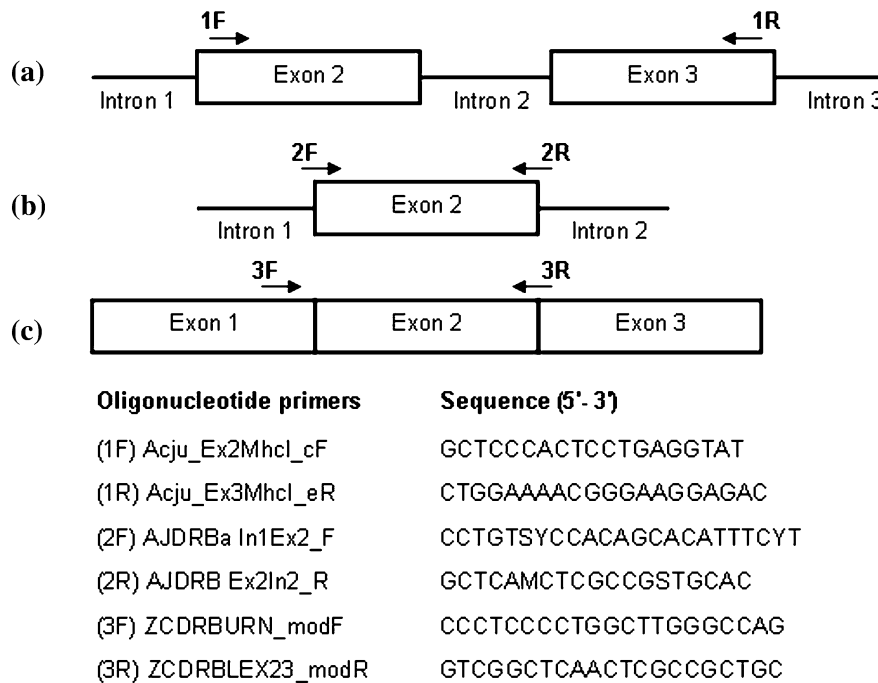 1F 1R
(a) Exon 2 Exon 3
Intron 1 Intron 2 Intron 3
2F 2R
(b) Exon 2
Intron 1 Intron 2
3F 3R
(c) Exon 1 Exon 2 Exon 3
Oligonucleotide primers Sequence (5'- 3')
(1F) Acju_Ex2MhcI_cF GCTCCCACTCCTGAGGTAT
(1R) Acju_Ex3MhcI_eR CTGGAAAACGGGAAGGAGAC
(2F) AJDRBa In1Ex2_F CCTGTSYCCACAGCACATTTCYT
(2R) AJDRB Ex2In2_R GCTCAMCTCGCCGSTGCAC
(3F) ZCDRBURN_modF CCCTCCCCTGGCTTGGGCCAG
(3R) ZCDRBLEX23_modR GTCGGCTCAACTCGCCGCTGC